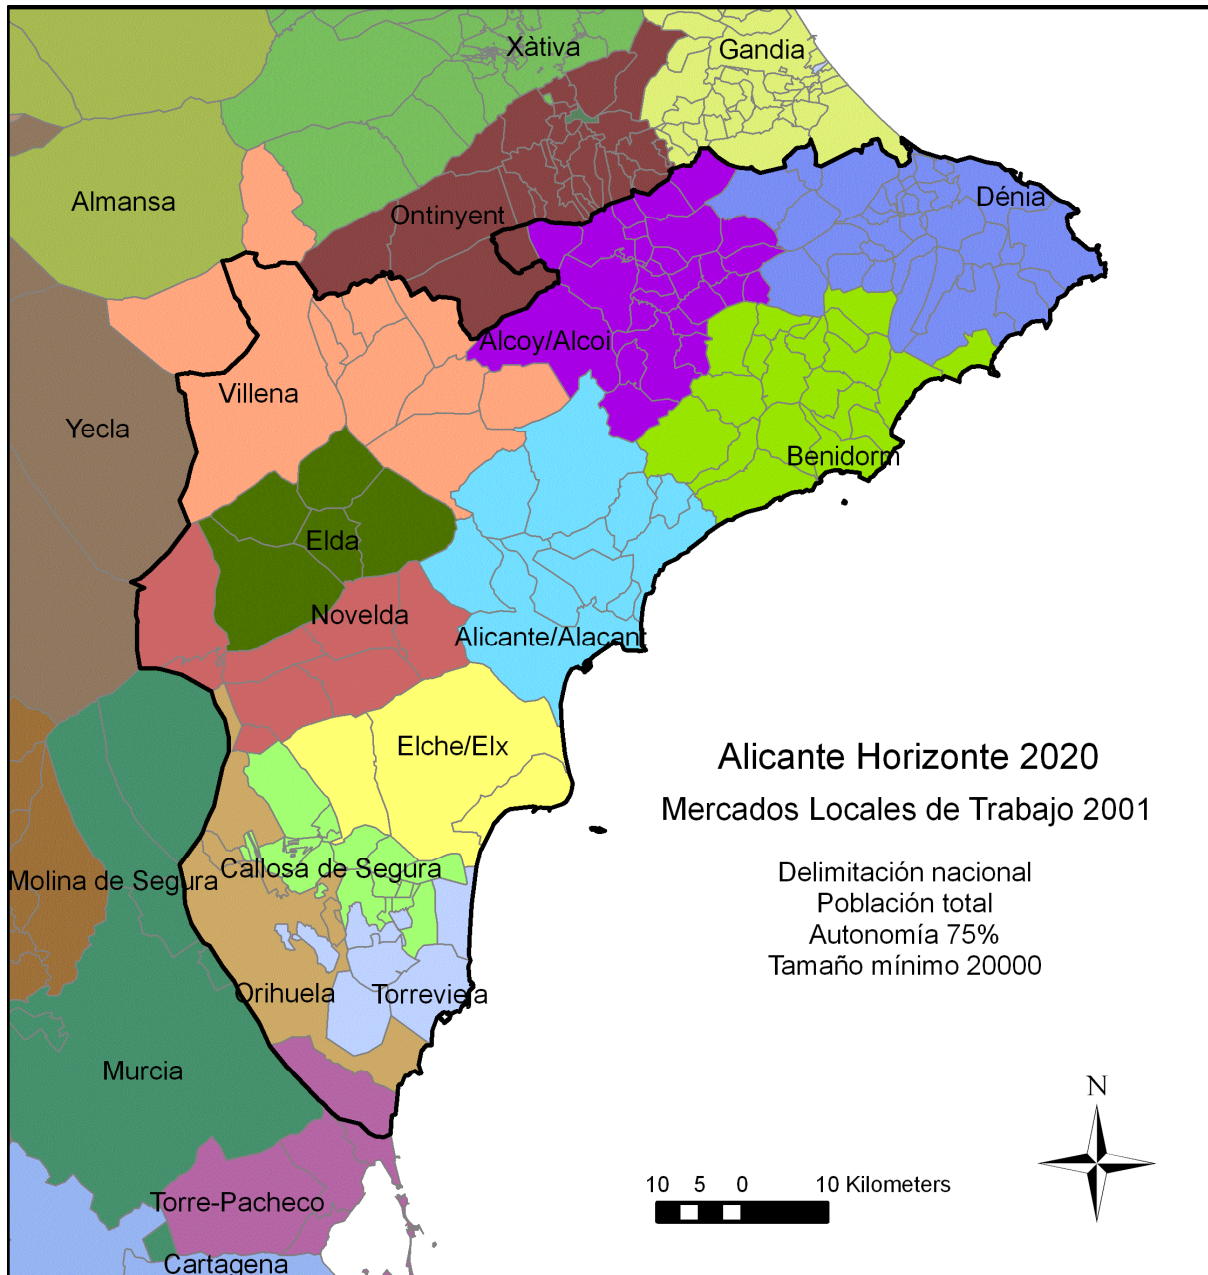 Xàtiva
Gandia
Almansa
Ontinyent
Dénia
Alcoy/Alcoi
Villena
Yecla
Benidorm
Elda
Novelda
Alicante/Alacant
Elche/Elx
Alicante Horizonte 2020
Mercados Locales de Trabajo 2001
Delimitación nacional
Población total
Autonomía 75%
Tamaño mínimo 20000
Callosa de Segura
Molina de Segura
Orihuela
Torrevieja
Murcia
N
10 5 0 10 Kilometers
Torre-Pacheco
Cartagena